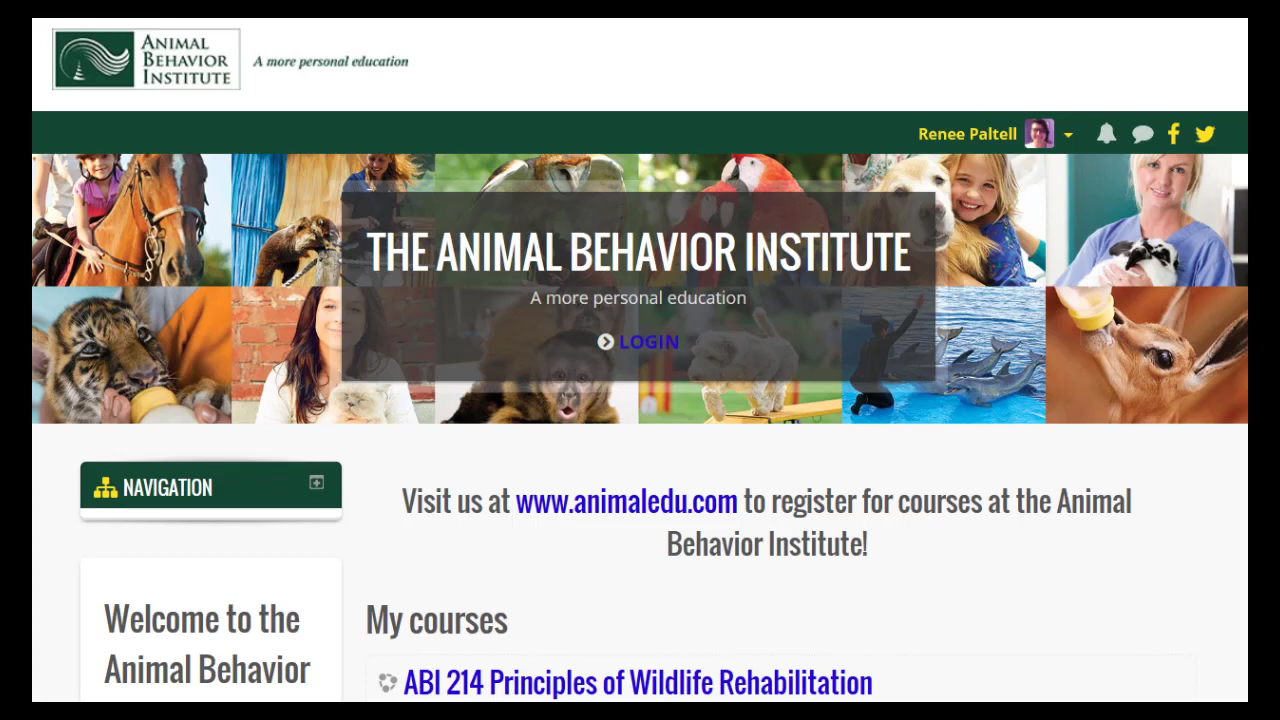 ANIMAL
BEHAVIOR
INSTITUTE
A more personal education
Renee Paltell
THE ANIMAL BEHAVIOR INSTITUTE
A more personal education
LOGIN
NAVIGATION
Visit us at www.animaledu.com to register for courses at the Animal
Behavior Institute!
Welcome to the
Animal Behavior
My courses
ABI 214 Principles of Wildlife Rehabilitation